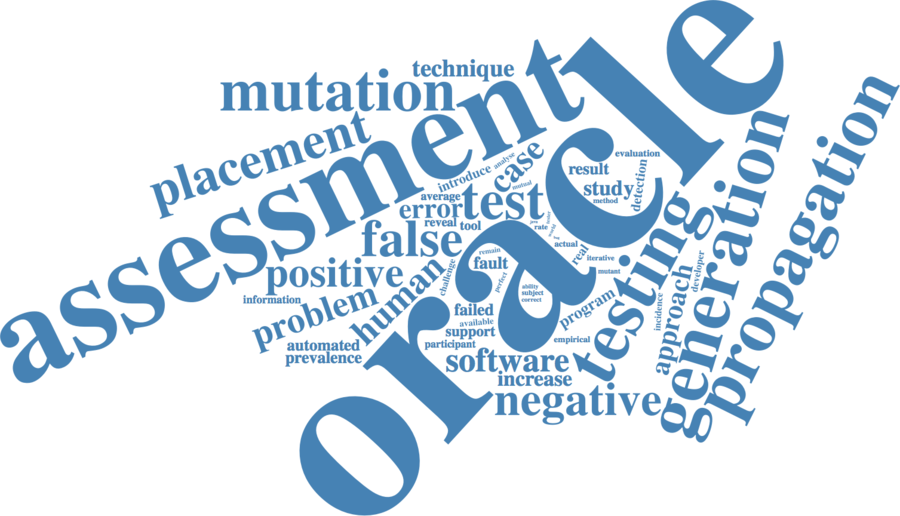 oracle
assessment
mutation
technique
placement
propagation
generation
testing
test
case
false
error
positive
negative
human
problem
software
increase
introduce
analyse
mutual
average
reveal
tool
result
study
method
evaluation
detection
rate
actual
real
iterative
mutant
remain
fault
perfect
challenge
ability
subject
correct
program
information
automated
prevalence
failed
available
support
participant
empirical
approach
developer
incidence
world